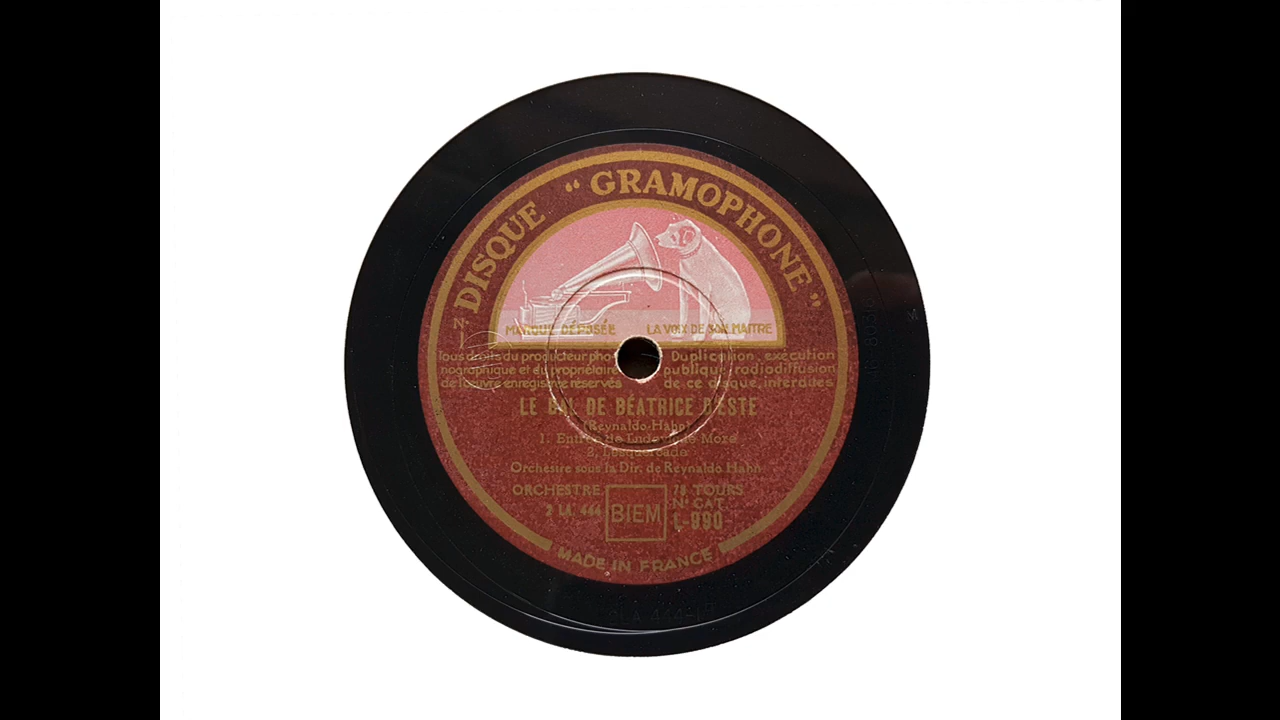 DISQUE "GRAMOPHONE"
MARQUE DÉPOSÉE LA VOIX DE SON MAITRE
Tous droits du producteur pho- Duplication, exécution
nographique et du propriétaire publique, radiodiffusion
de l'œuvre enregistrée réservés de ce disque, interdites
LE BAL DE BÉATRICE D'ESTE
(Reynaldo-Hahn)
1. Entrée de Ludovic le More
2. Lesquercade
Orchestre sous la Dir. de Reynaldo Hahn
ORCHESTRE 78 TOURS
2 LA. 444 BIEM N° CAT.
L-990
MADE IN FRANCE